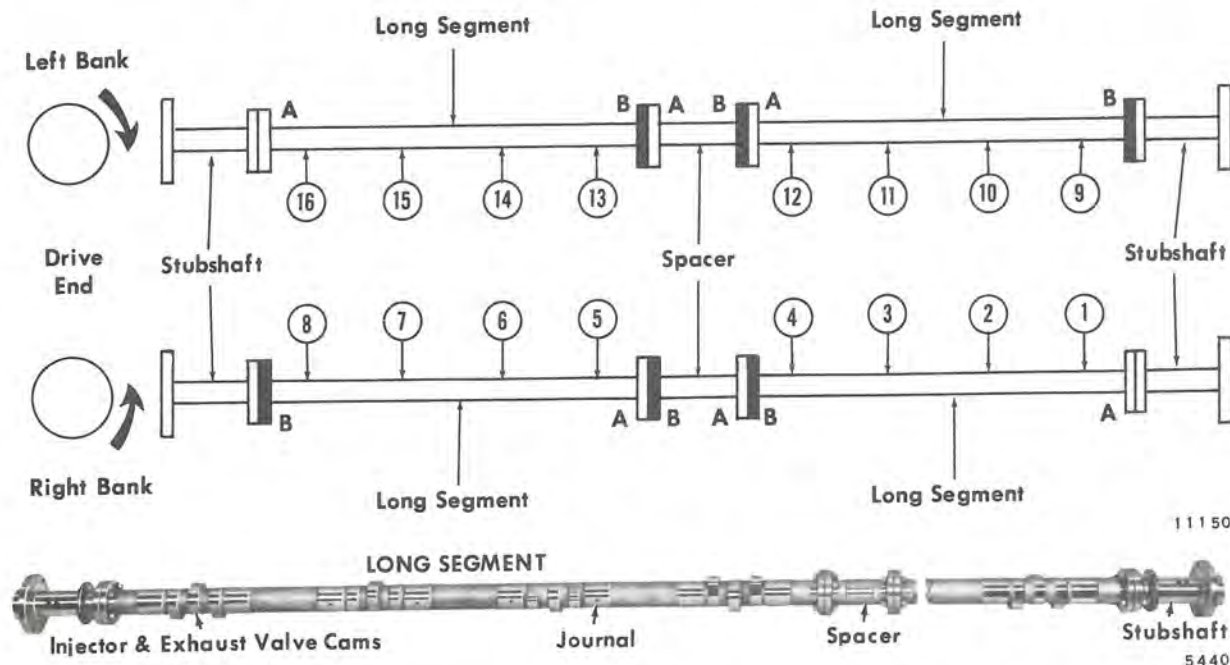 Long Segment
Long Segment
Left Bank
A
B
A
B
A
B
16
15
14
13
12
11
10
9
Drive
End
Stubshaft
Spacer
Stubshaft
8
7
6
5
4
3
2
1
B
A
B
A
B
A
Right Bank
Long Segment
Long Segment
11150
LONG SEGMENT
Injector & Exhaust Valve Cams
Journal
Spacer
Stubshaft
5440